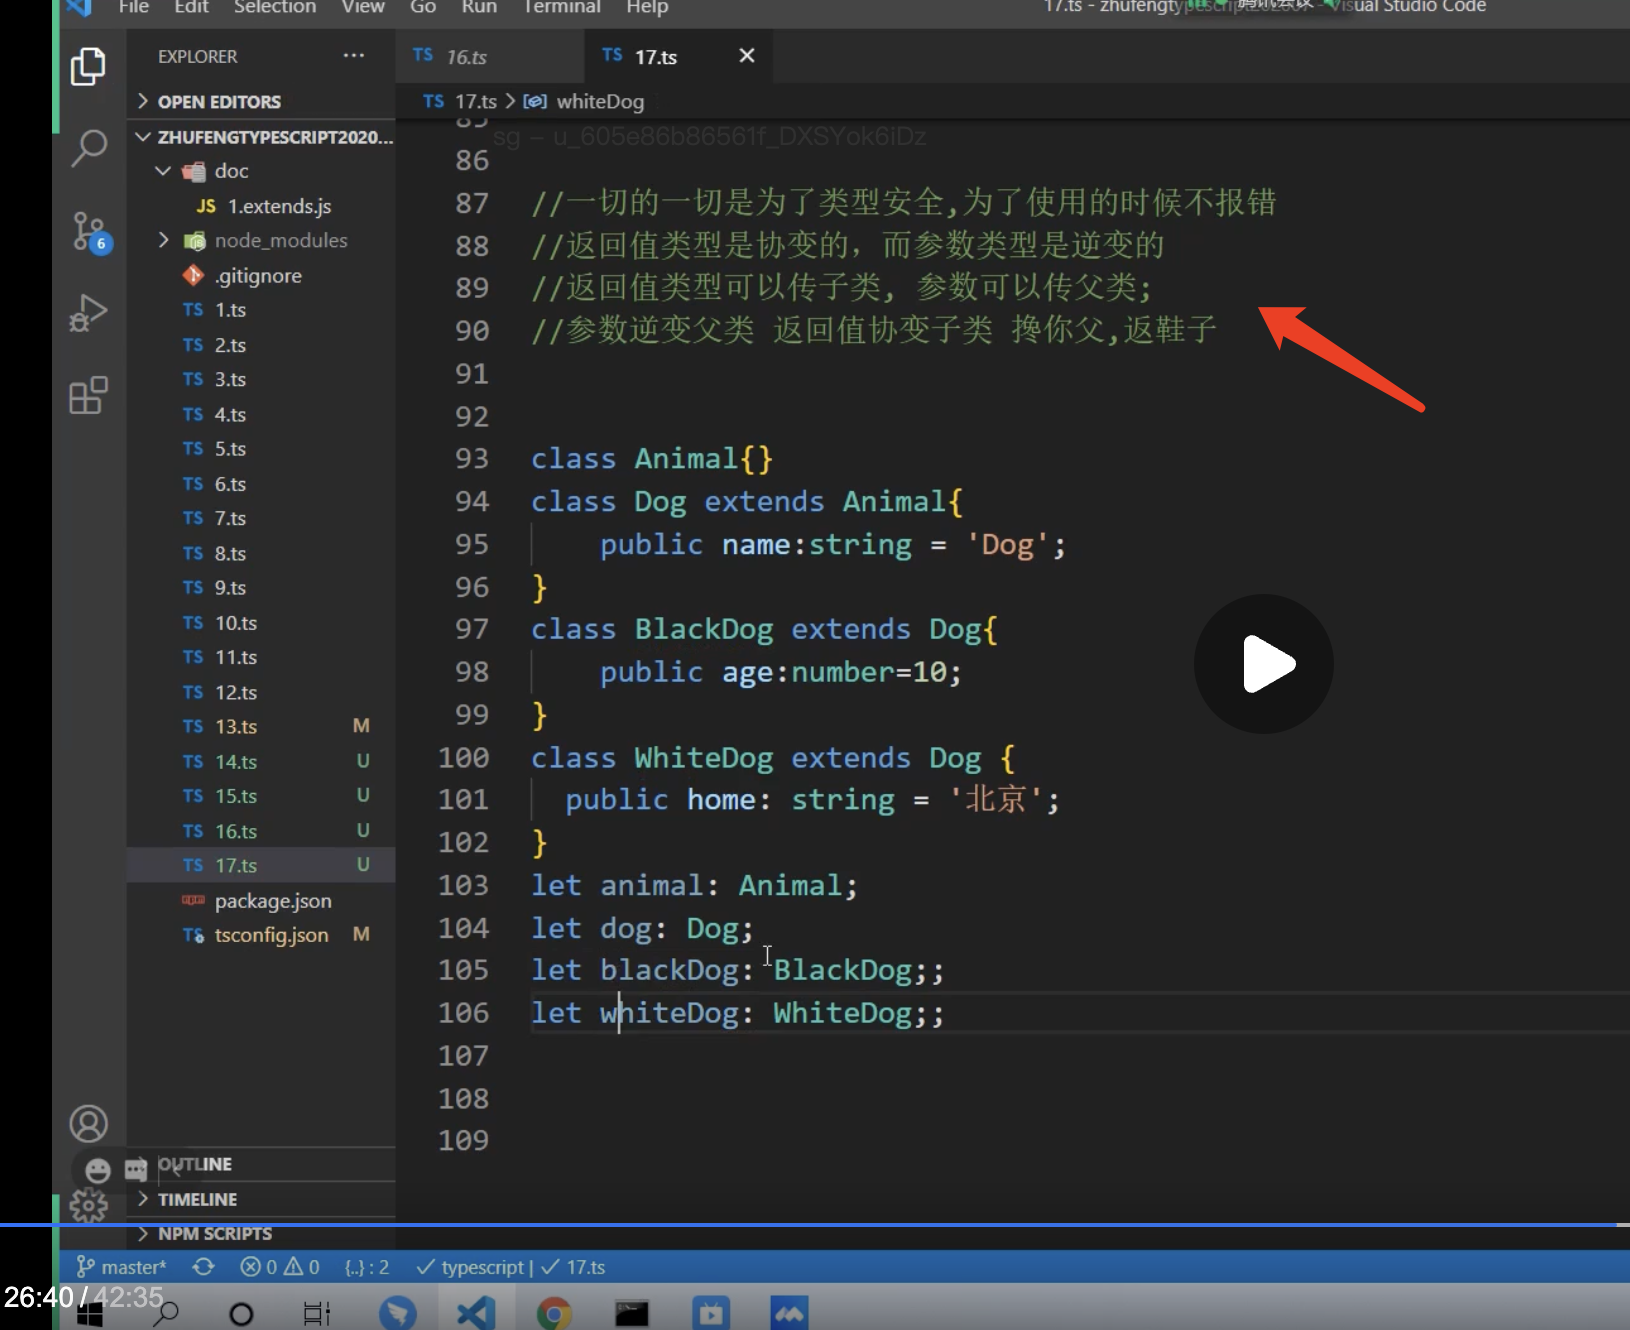 File Edit Selection View Go Run Terminal Help
17.ts - zhufengtypescript2020 - Visual Studio Code
EXPLORER
OPEN EDITORS
ZHUFENGTYPESCRIPT2020...
doc
JS 1.extends.js
node_modules
.gitignore
TS 1.ts
TS 2.ts
TS 3.ts
TS 4.ts
TS 5.ts
TS 6.ts
TS 7.ts
TS 8.ts
TS 9.ts
TS 10.ts
TS 11.ts
TS 12.ts
TS 13.ts M
TS 14.ts U
TS 15.ts U
TS 16.ts U
TS 17.ts U
package.json
TS tsconfig.json M
OUTLINE
TIMELINE
NPM SCRIPTS
6
TS 16.ts
TS 17.ts
TS 17.ts > whiteDog
85
sg – u_605e86b86561f_DXSYok6iDz
86
87 //一切的一切是为了类型安全,为了使用的时候不报错
88 //返回值类型是协变的, 而参数类型是逆变的
89 //返回值类型可以传子类, 参数可以传父类;
90 //参数逆变父类 返回值协变子类 搀你父,返鞋子
91
92
93 class Animal{}
94 class Dog extends Animal{
95 public name:string = 'Dog';
96 }
97 class BlackDog extends Dog{
98 public age:number=10;
99 }
100 class WhiteDog extends Dog {
101 public home: string = '北京';
102 }
103 let animal: Animal;
104 let dog: Dog;
105 let blackDog: BlackDog;;
106 let whiteDog: WhiteDog;;
107
108
109
master* 0 0 {..} : 2 typescript | 17.ts
26:40 / 42:35